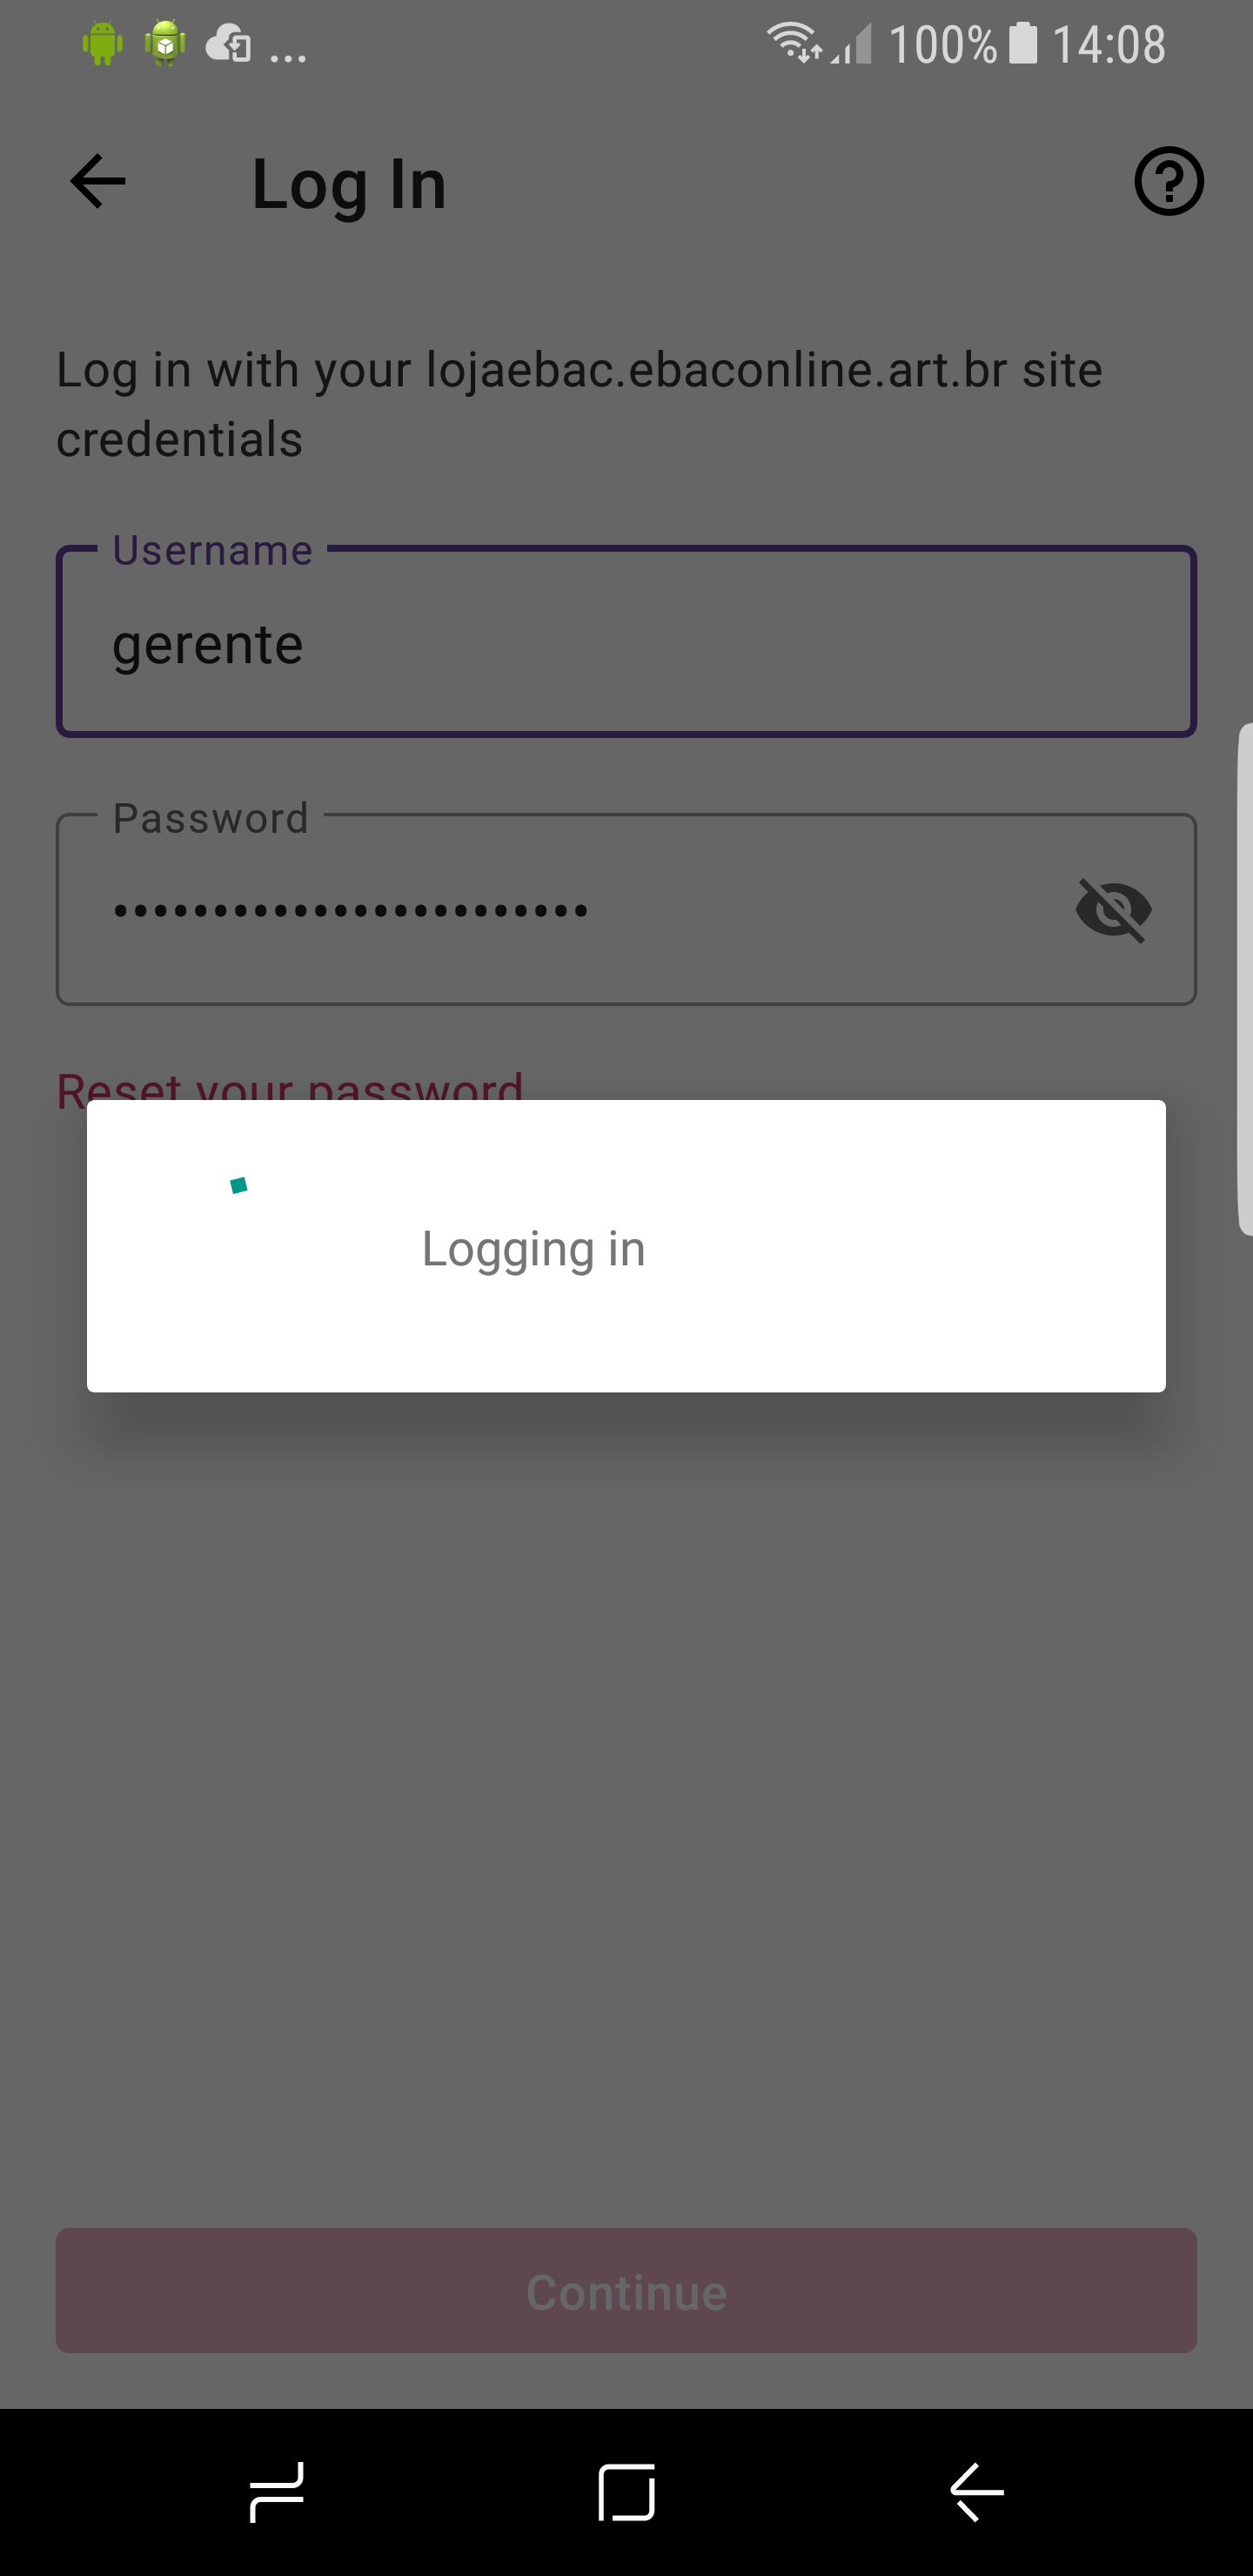 100% 14:08
Log In
Log in with your lojaebac.ebaconline.art.br site
credentials
Username
gerente
Password
••••••••••••••••••••••••
Reset your password
Logging in
Continue